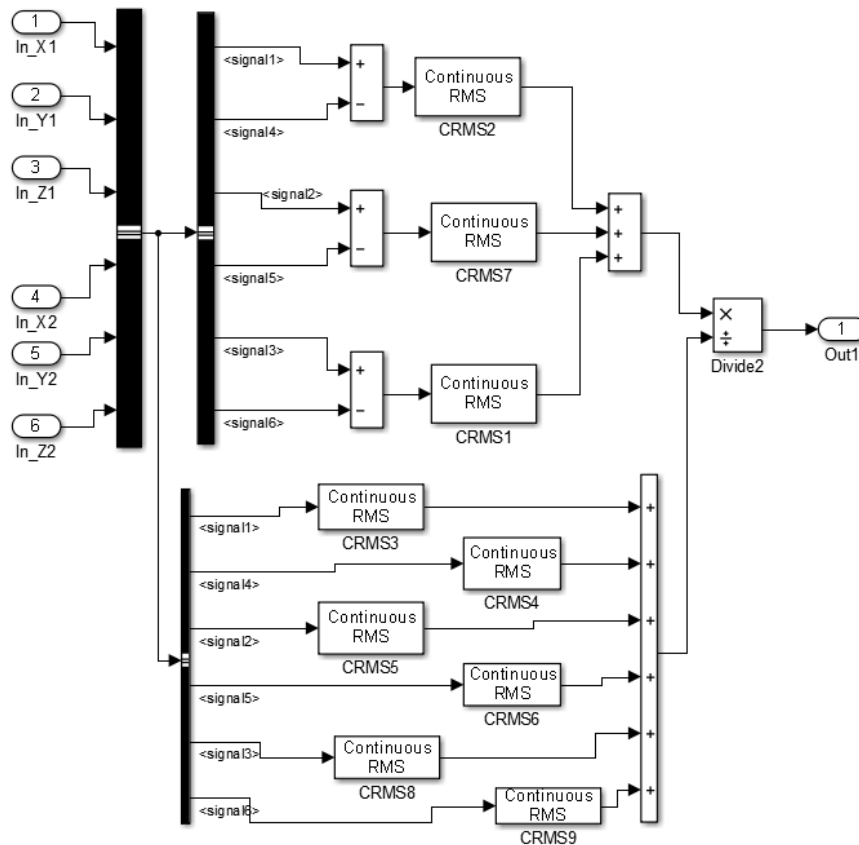 1
In_X1
2
In_Y1
3
In_Z1
4
In_X2
5
In_Y2
6
In_Z2
<signal1>
<signal4>
<signal2>
<signal5>
<signal3>
<signal6>
+
−
+
−
+
−
Continuous
RMS
CRMS2
Continuous
RMS
CRMS7
Continuous
RMS
CRMS1
+
+
+
×
÷
Divide2
1
Out1
<signal1>
<signal4>
<signal2>
<signal5>
<signal3>
<signal6>
Continuous
RMS
CRMS3
Continuous
RMS
CRMS4
Continuous
RMS
CRMS5
Continuous
RMS
CRMS6
Continuous
RMS
CRMS8
Continuous
RMS
CRMS9
+
+
+
+
+
+